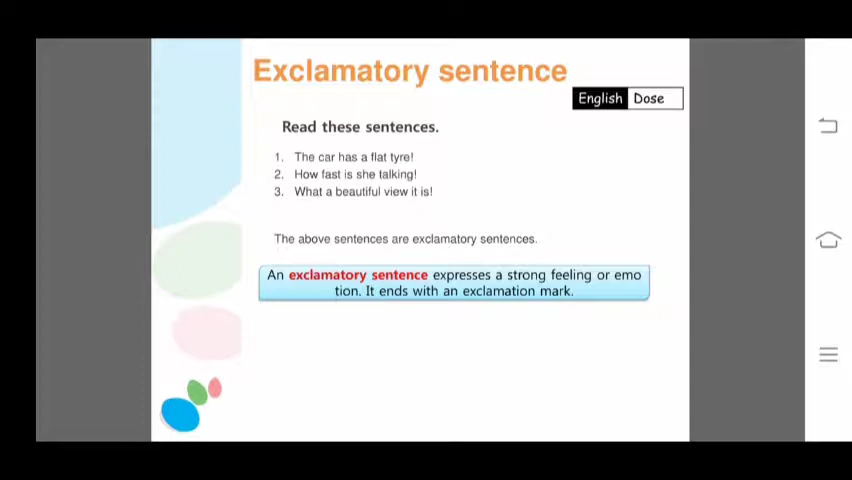 Exclamatory sentence
English Dose
Read these sentences.
1. The car has a flat tyre!
2. How fast is she talking!
3. What a beautiful view it is!
The above sentences are exclamatory sentences.
An exclamatory sentence expresses a strong feeling or emo
tion. It ends with an exclamation mark.